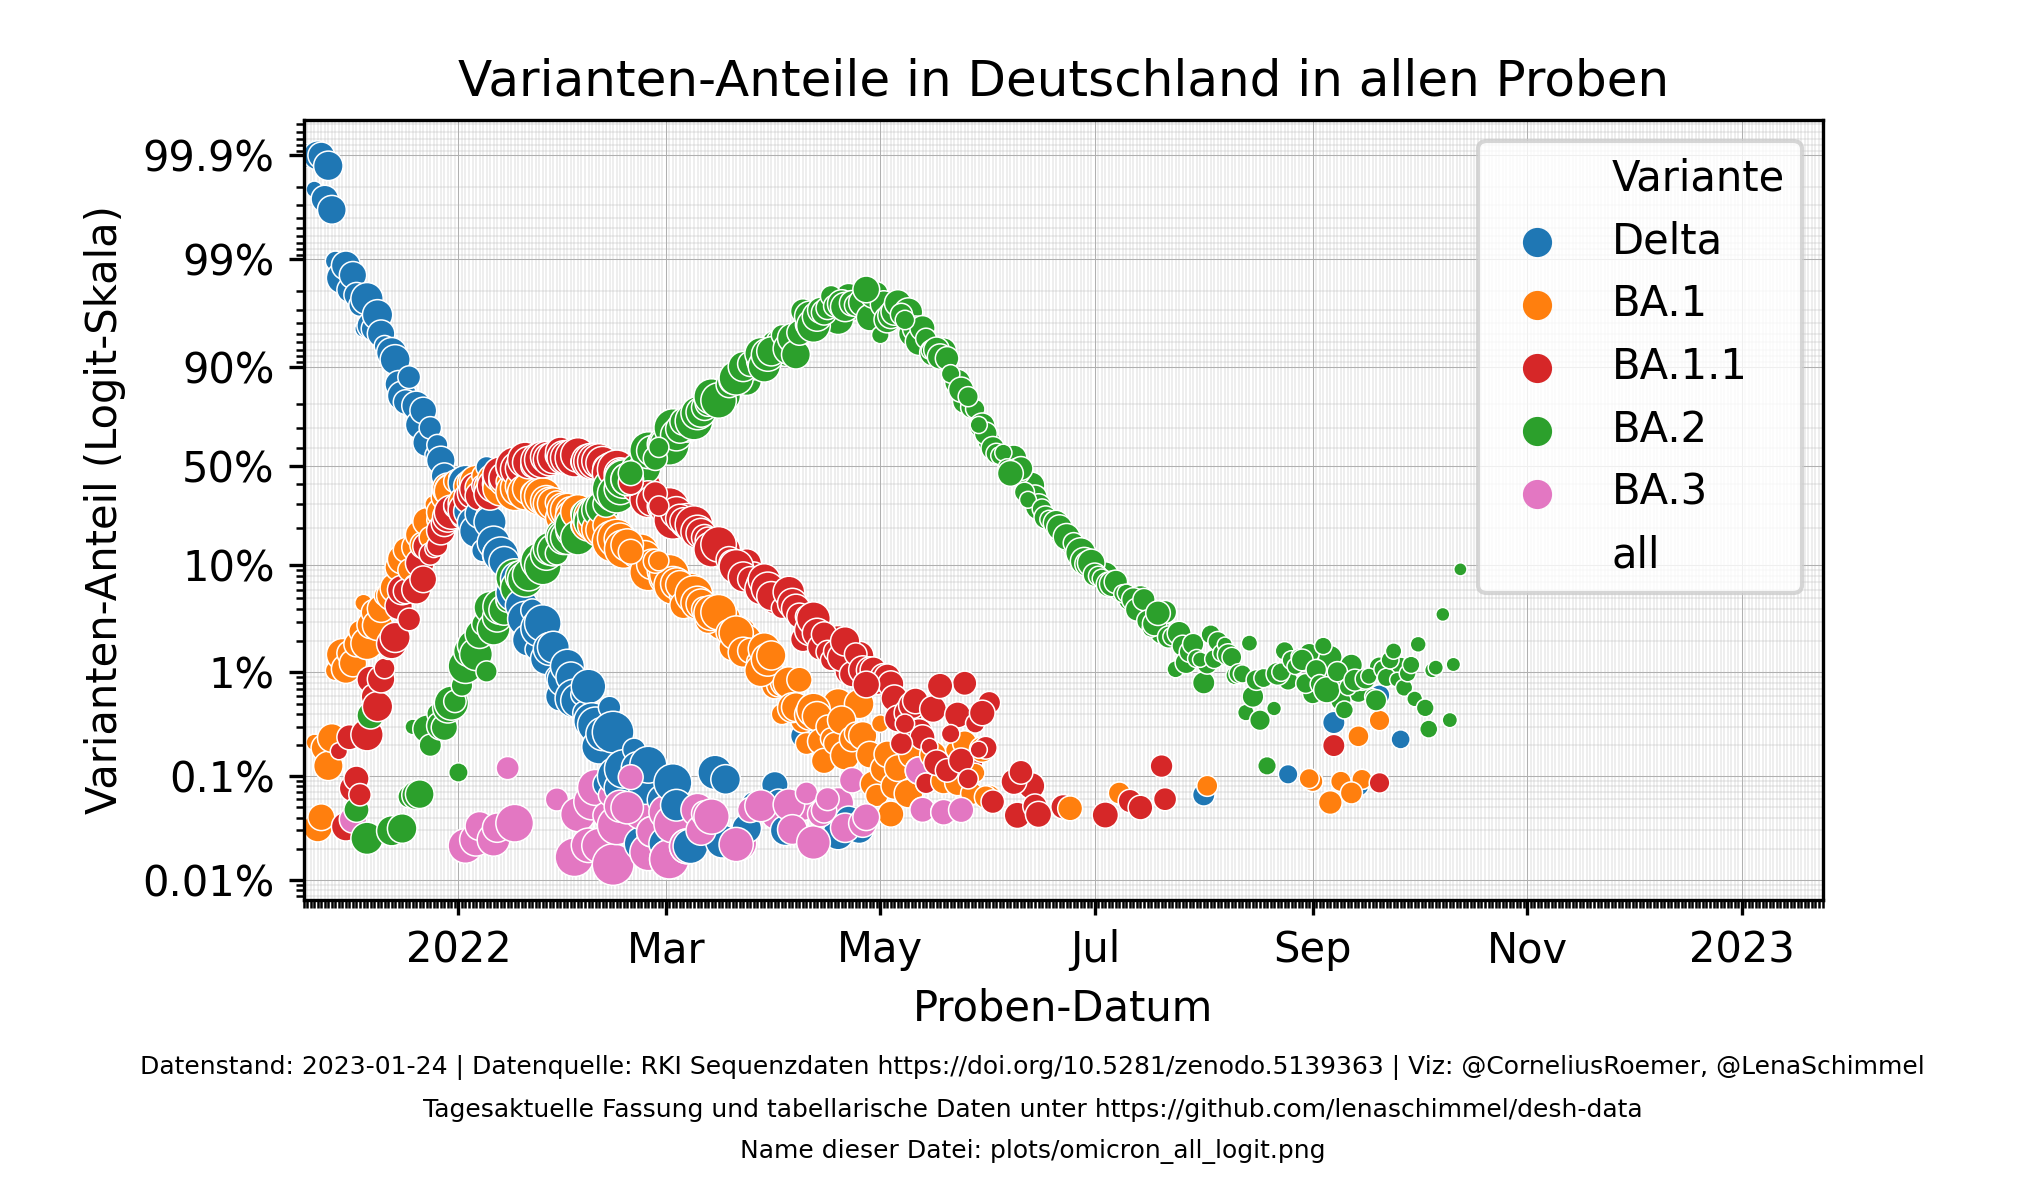 Varianten-Anteile in Deutschland in allen Proben
Varianten-Anteil (Logit-Skala)
99.9%
99%
90%
50%
10%
1%
0.1%
0.01%
Variante
Delta
BA.1
BA.1.1
BA.2
BA.3
all
2022
Mar
May
Jul
Sep
Nov
2023
Proben-Datum
Datenstand: 2023-01-24 | Datenquelle: RKI Sequenzdaten https://doi.org/10.5281/zenodo.5139363 | Viz: @CorneliusRoemer, @LenaSchimmel
Tagesaktuelle Fassung und tabellarische Daten unter https://github.com/lenaschimmel/desh-data
Name dieser Datei: plots/omicron_all_logit.png